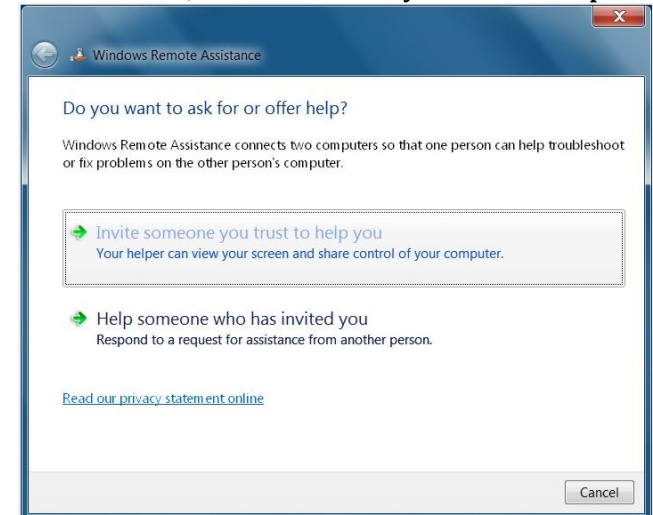 X
Windows Remote Assistance
Do you want to ask for or offer help?
Windows Remote Assistance connects two computers so that one person can help troubleshoot
or fix problems on the other person's computer.
Invite someone you trust to help you
Your helper can view your screen and share control of your computer.
Help someone who has invited you
Respond to a request for assistance from another person.
Read our privacy statement online
Cancel